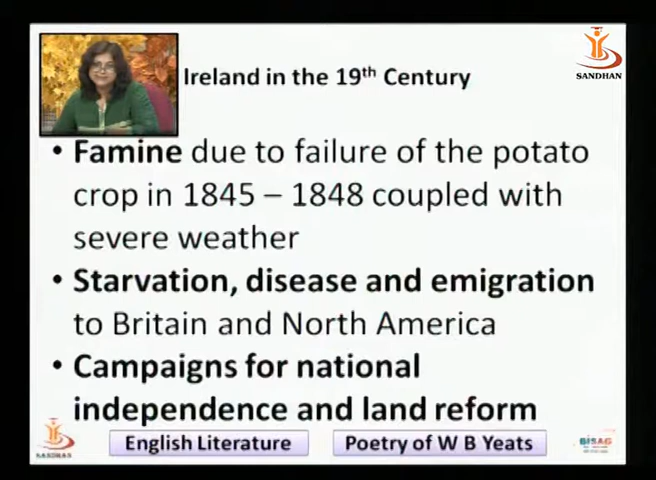 SANDHAN
Ireland in the 19th Century
• Famine due to failure of the potato
crop in 1845 – 1848 coupled with
severe weather
• Starvation, disease and emigration
to Britain and North America
• Campaigns for national
independence and land reform
SANDHAN
English Literature
Poetry of W B Yeats
BISAG